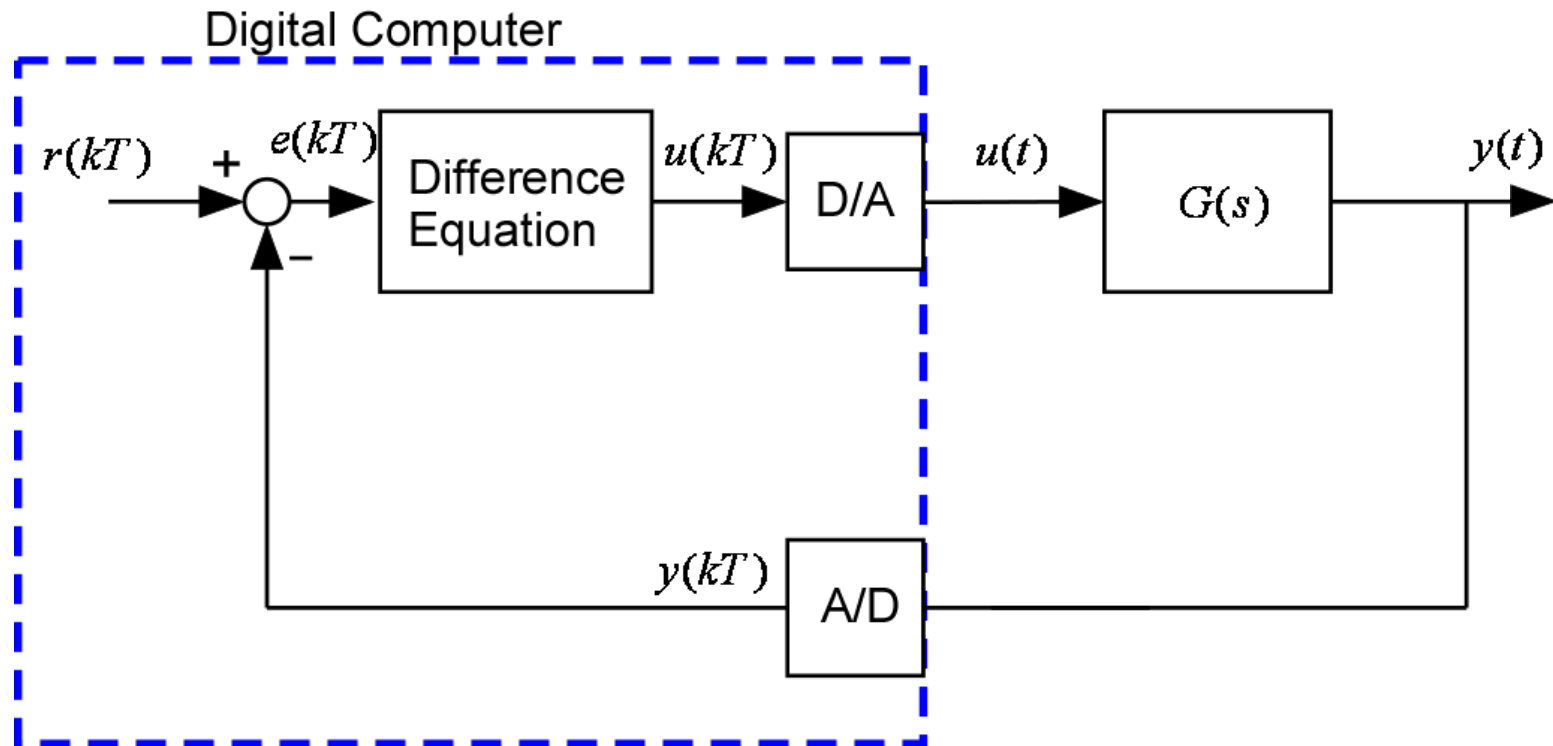 Digital Computer
r(kT)
+
e(kT)
Difference
Equation
u(kT)
D/A
u(t)
G(s)
y(t)
−
y(kT)
A/D